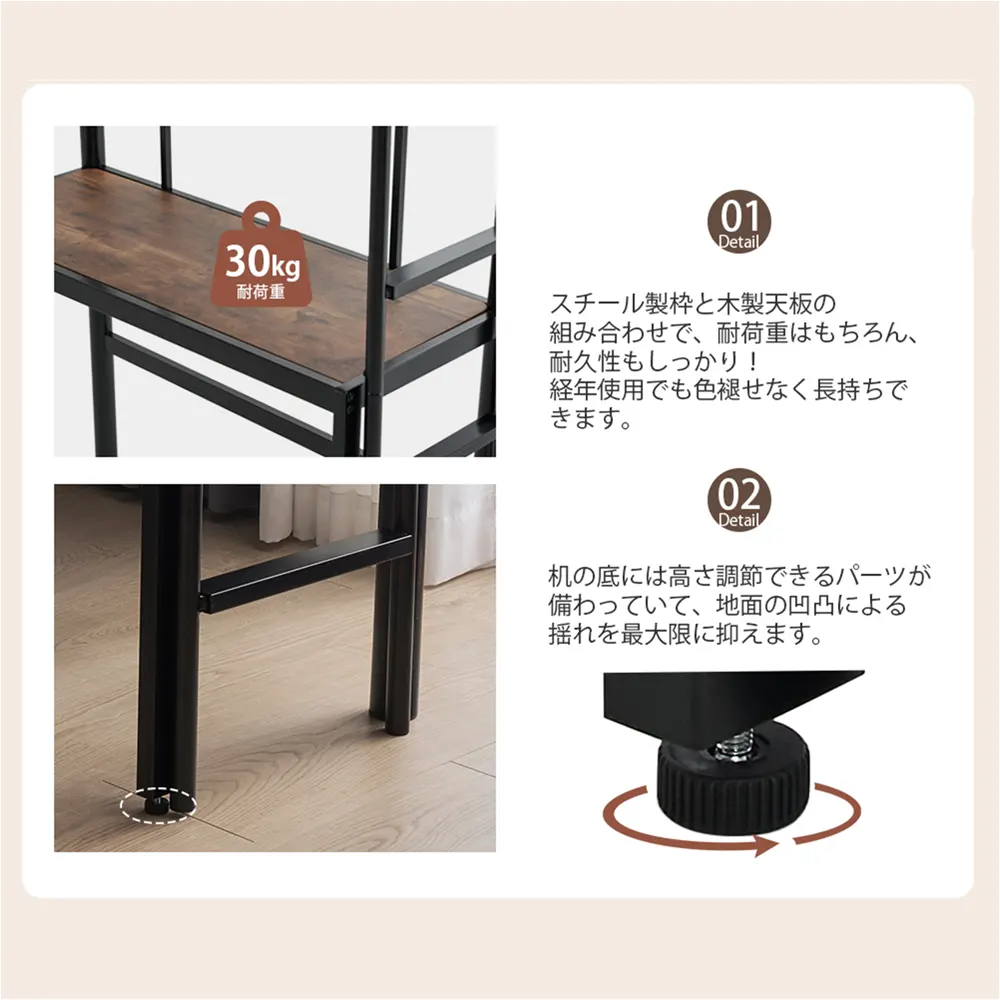 30kg
耐荷重
01
Detail
スチール製枠と木製天板の
組み合わせで、耐荷重はもちろん、
耐久性もしっかり！
経年使用でも色褪せなく長持ちで
きます。
02
Detail
机の底には高さ調節できるパーツが
備わっていて、地面の凹凸による
揺れを最大限に抑えます。